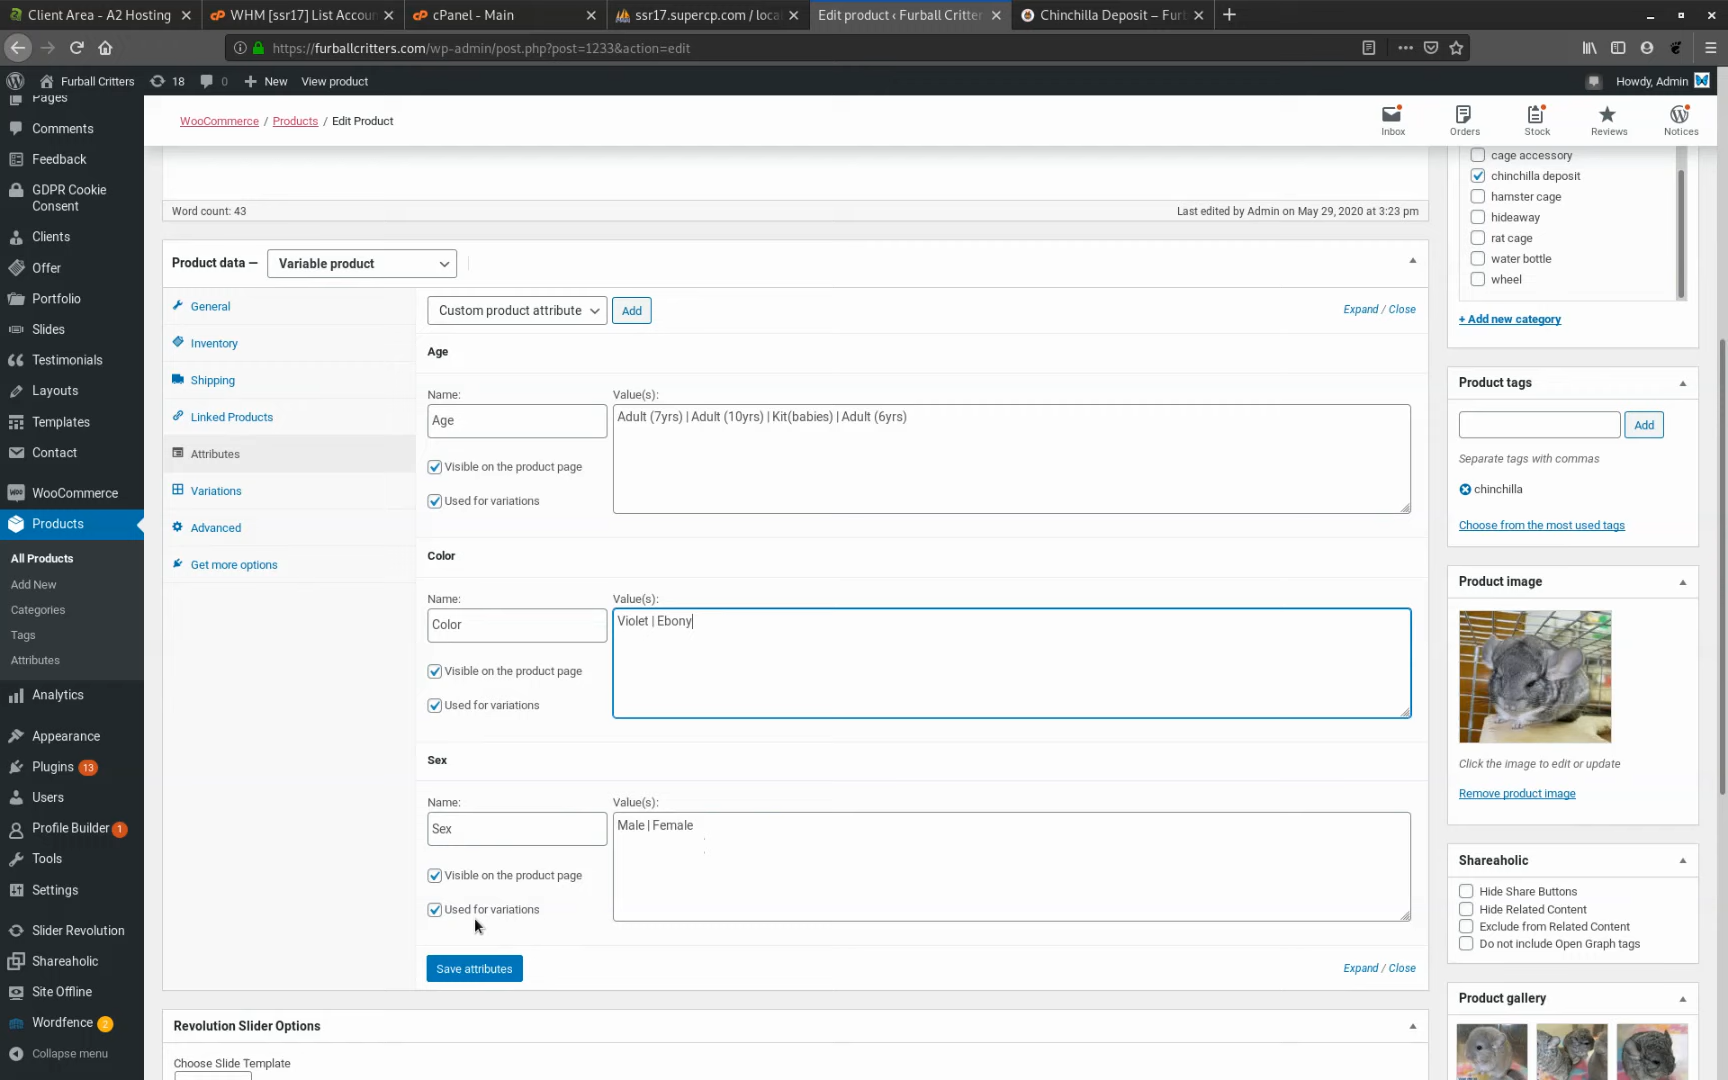 Client Area - A2 Hosting
WHM [ssr17] List Accoun
cPanel - Main
ssr17.supercp.com / loca
Edit product ‹ Furball Critter
Chinchilla Deposit – Furb
https://furballcritters.com/wp-admin/post.php?post=1233&action=edit
Furball Critters
18
0
New
View product
Howdy, Admin
WooCommerce / Products / Edit Product
Inbox
Orders
Stock
Reviews
Notices
Pages
Comments
Feedback
GDPR Cookie
Consent
Clients
Offer
Portfolio
Slides
Testimonials
Layouts
Templates
Contact
WooCommerce
Products
All Products
Add New
Categories
Tags
Attributes
Analytics
Appearance
Plugins 13
Users
Profile Builder 1
Tools
Settings
Slider Revolution
Shareaholic
Site Offline
Wordfence 2
Collapse menu
Word count: 43
Last edited by Admin on May 29, 2020 at 3:23 pm
Product data — Variable product
General
Inventory
Shipping
Linked Products
Attributes
Variations
Advanced
Get more options
Custom product attribute
Add
Expand / Close
Age
Name:
Value(s):
Age
Adult (7yrs) | Adult (10yrs) | Kit(babies) | Adult (6yrs)
Visible on the product page
Used for variations
Color
Name:
Value(s):
Color
Violet | Ebony
Visible on the product page
Used for variations
Sex
Name:
Value(s):
Sex
Male | Female
Visible on the product page
Used for variations
Save attributes
Expand / Close
Revolution Slider Options
Choose Slide Template
cage accessory
chinchilla deposit
hamster cage
hideaway
rat cage
water bottle
wheel
+ Add new category
Product tags
Add
Separate tags with commas
chinchilla
Choose from the most used tags
Product image
Click the image to edit or update
Remove product image
Shareaholic
Hide Share Buttons
Hide Related Content
Exclude from Related Content
Do not include Open Graph tags
Product gallery